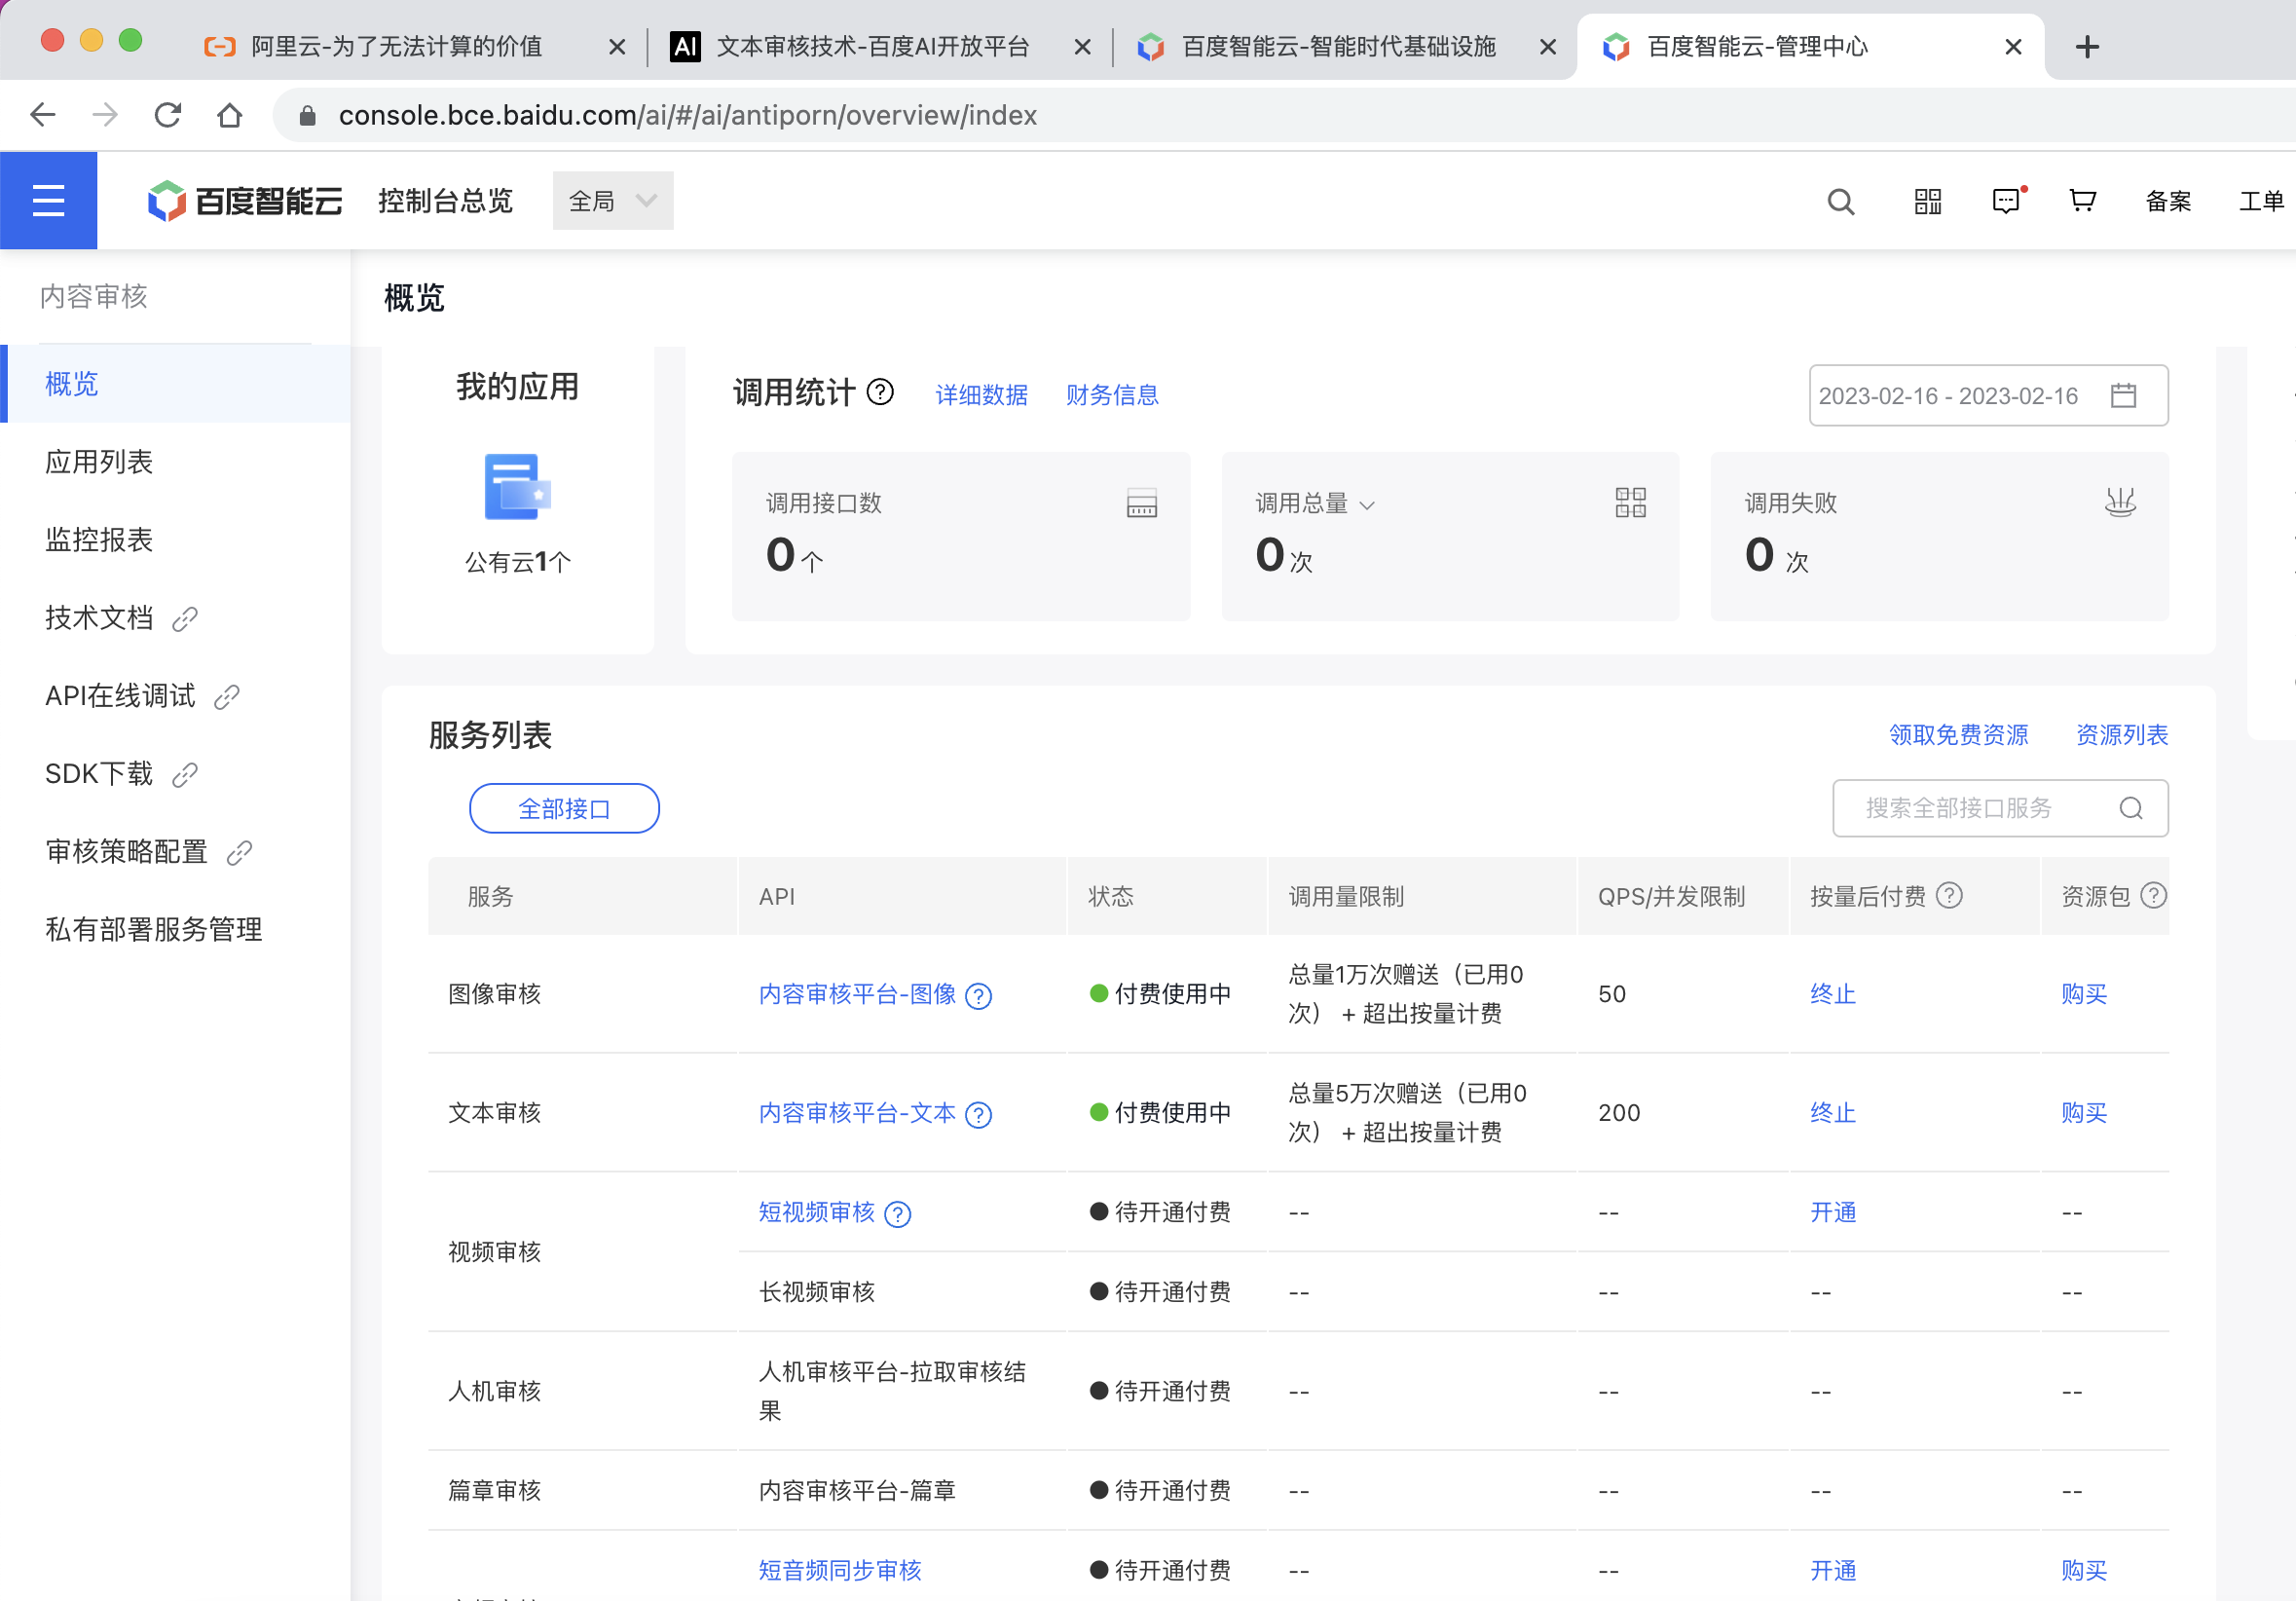 阿里云-为了无法计算的价值
AI 文本审核技术-百度AI开放平台
百度智能云-智能时代基础设施
百度智能云-管理中心
console.bce.baidu.com/ai/#/ai/antiporn/overview/index
百度智能云 控制台总览 全局 备案 工单
内容审核
概览
应用列表
监控报表
技术文档
API在线调试
SDK下载
审核策略配置
私有部署服务管理
概览
我的应用
公有云1个
调用统计 ? 详细数据 财务信息 2023-02-16 - 2023-02-16
调用接口数 调用总量 调用失败
0个 0次 0 次
服务列表 领取免费资源 资源列表
全部接口 搜索全部接口服务
服务 API 状态 调用量限制 QPS/并发限制 按量后付费 ? 资源包 ?
图像审核 内容审核平台-图像 ? 付费使用中 总量1万次赠送（已用0
次） + 超出按量计费 50 终止 购买
文本审核 内容审核平台-文本 ? 付费使用中 总量5万次赠送（已用0
次） + 超出按量计费 200 终止 购买
视频审核 短视频审核 ? 待开通付费 -- -- 开通 --
长视频审核 待开通付费 -- -- -- --
人机审核 人机审核平台-拉取审核结
果 待开通付费 -- -- -- --
篇章审核 内容审核平台-篇章 待开通付费 -- -- -- --
短音频同步审核 待开通付费 -- -- 开通 购买